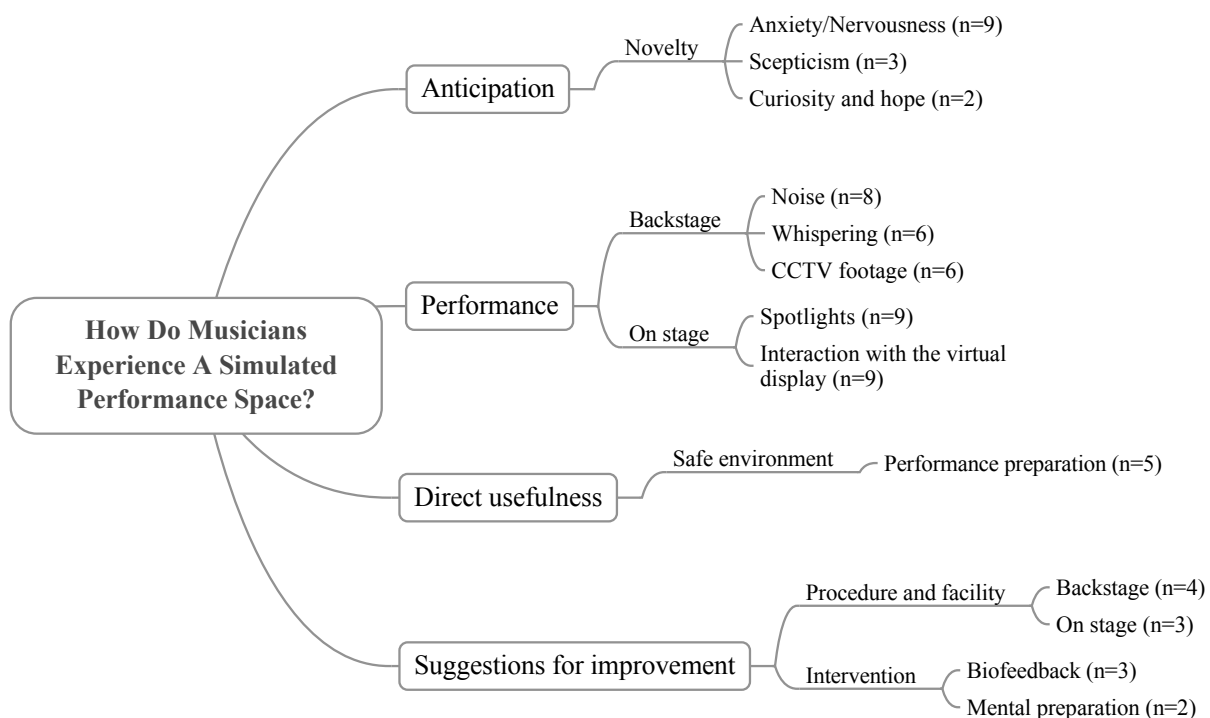 How Do Musicians
Experience A Simulated
Performance Space?
Anticipation
Novelty
Anxiety/Nervousness (n=9)
Scepticism (n=3)
Curiosity and hope (n=2)
Performance
Backstage
Noise (n=8)
Whispering (n=6)
CCTV footage (n=6)
On stage
Spotlights (n=9)
Interaction with the virtual
display (n=9)
Direct usefulness
Safe environment
Performance preparation (n=5)
Suggestions for improvement
Procedure and facility
Backstage (n=4)
On stage (n=3)
Intervention
Biofeedback (n=3)
Mental preparation (n=2)